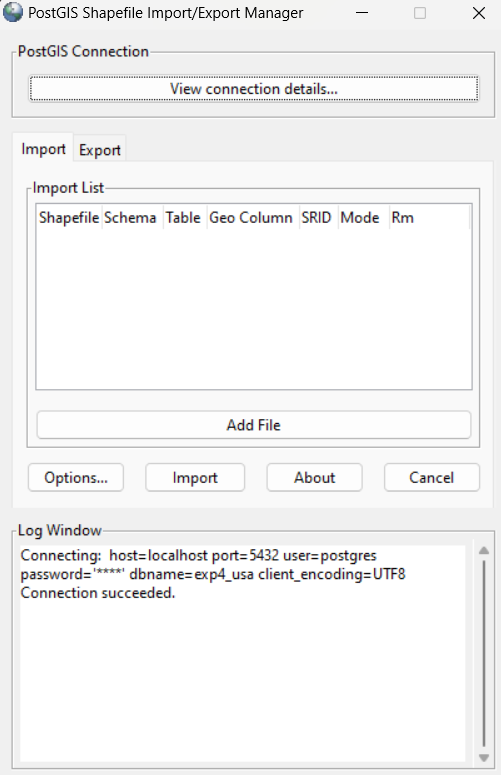 PostGIS Shapefile Import/Export Manager
PostGIS Connection
View connection details...
Import Export
Import List
Shapefile Schema Table Geo Column SRID Mode Rm
Add File
Options... Import About Cancel
Log Window
Connecting:  host=localhost port=5432 user=postgres
password='****' dbname=exp4_usa client_encoding=UTF8
Connection succeeded.